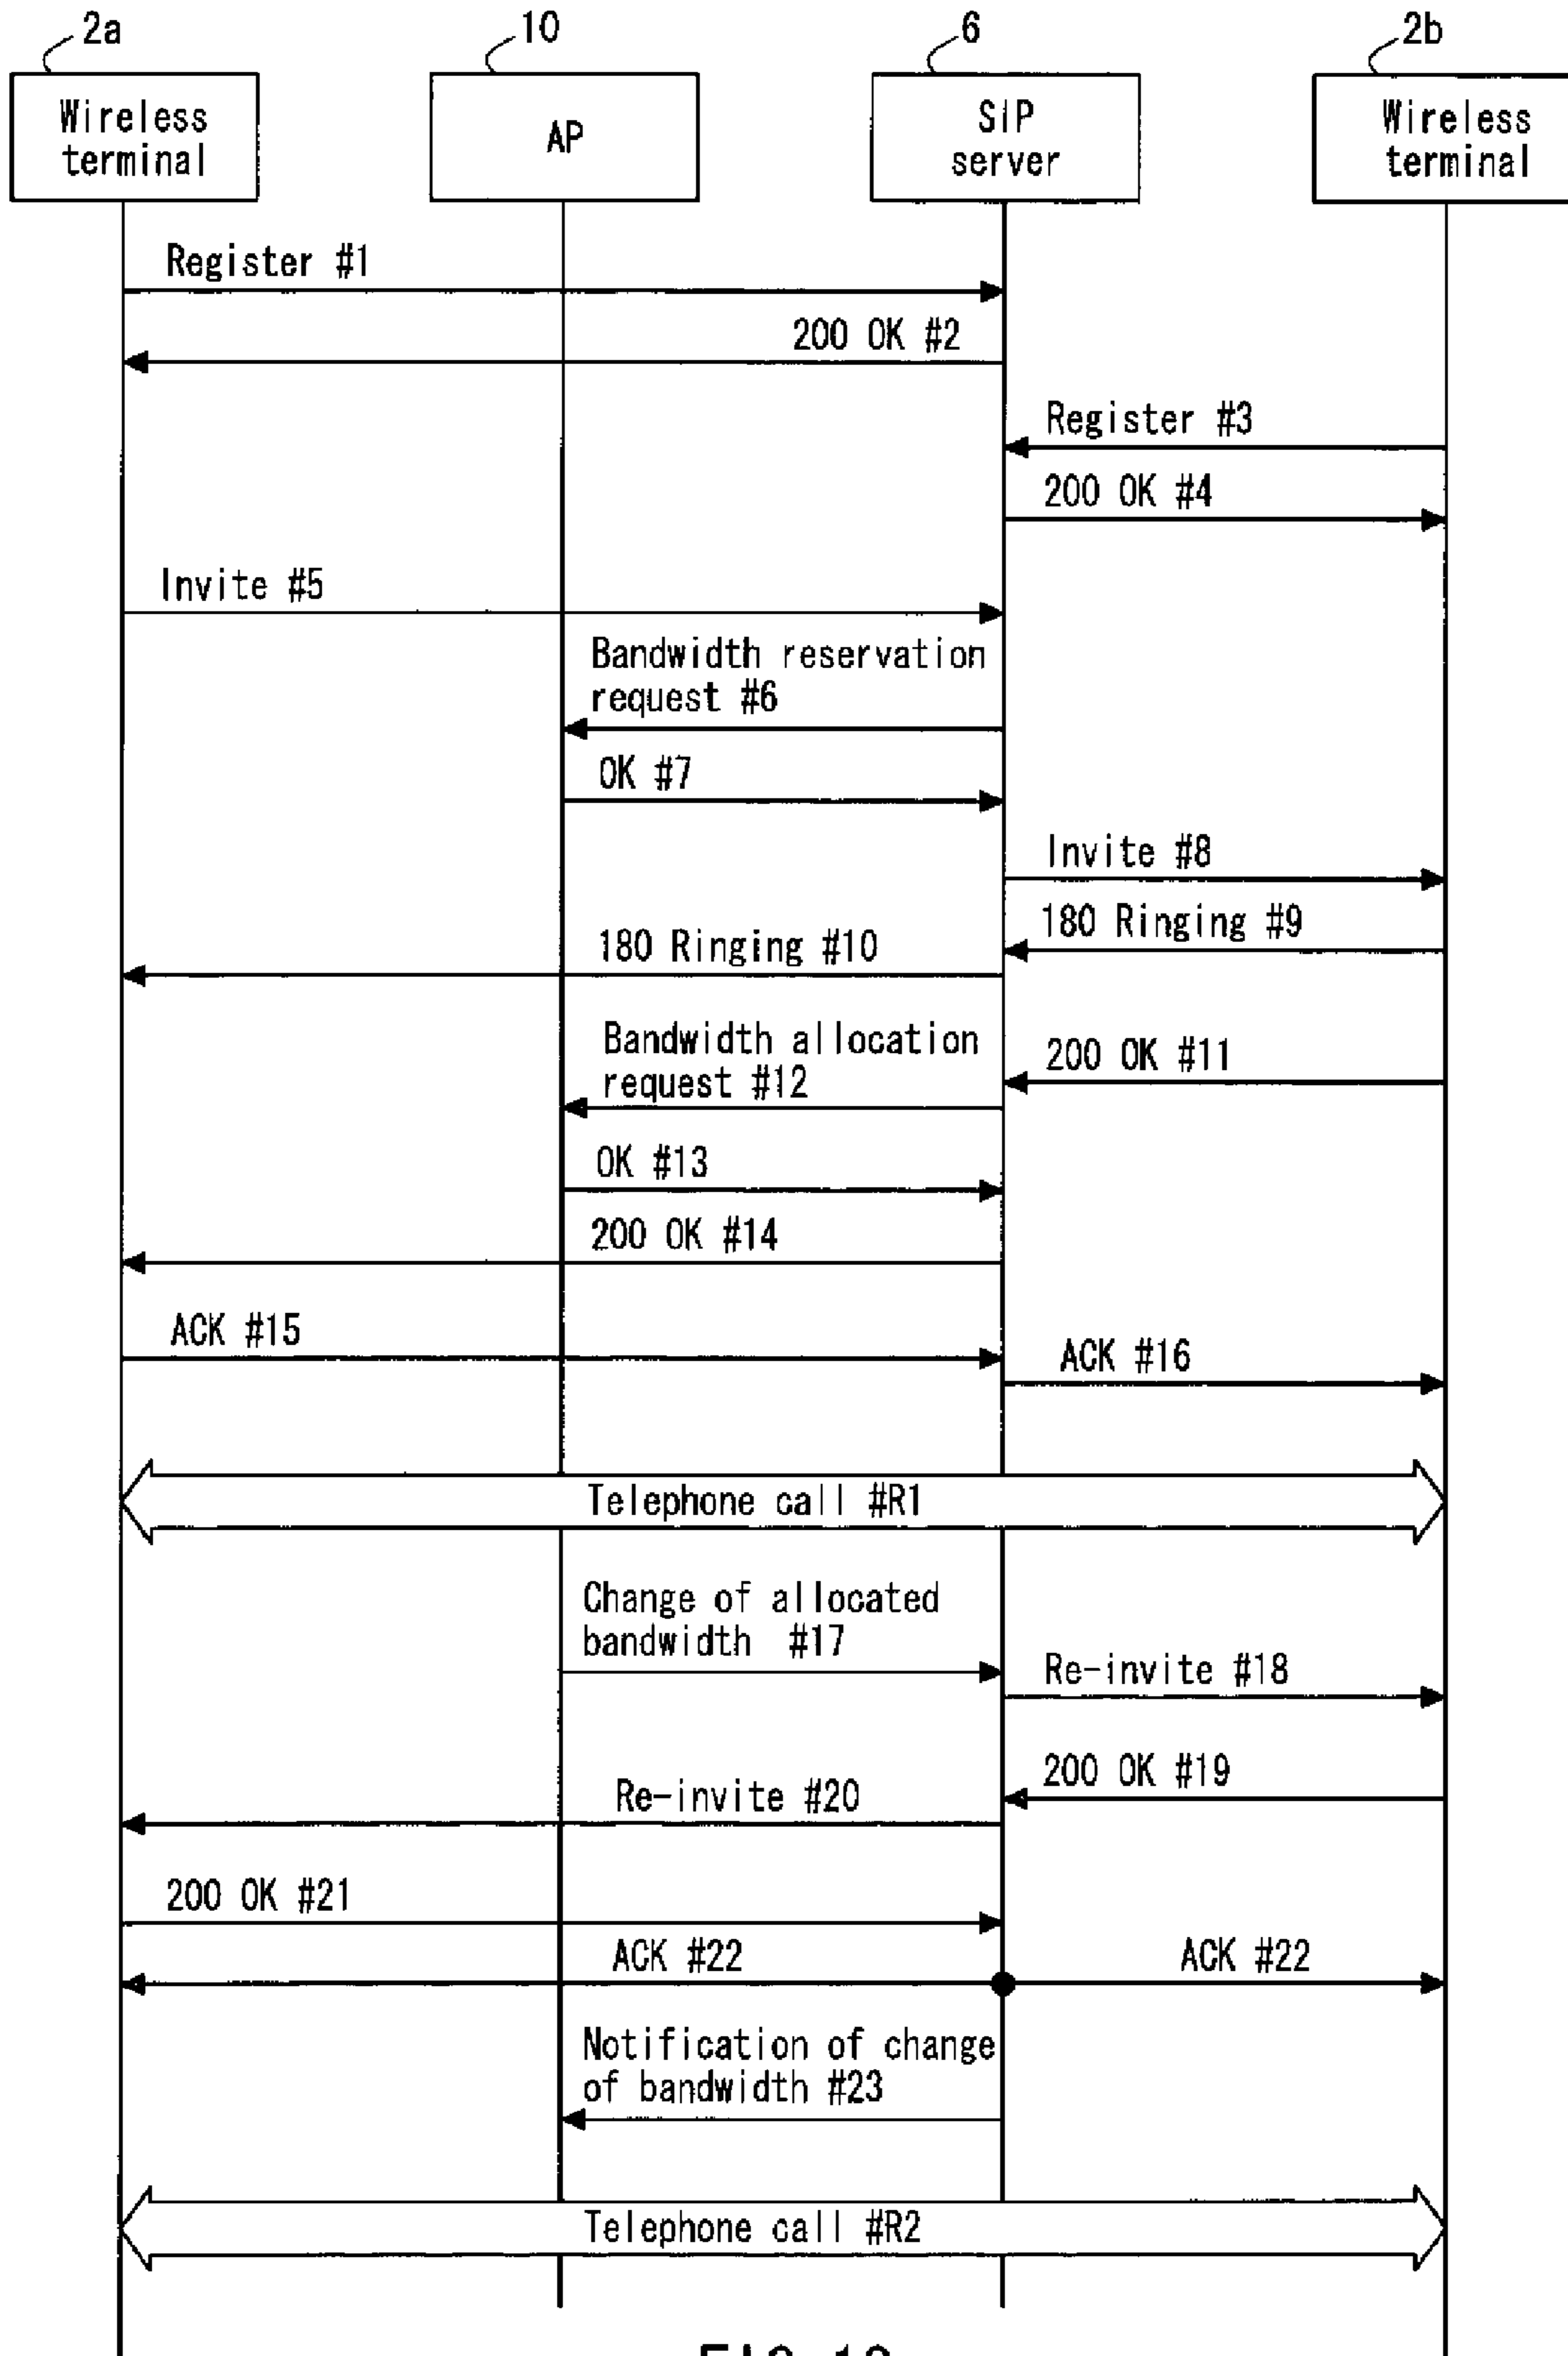 2a
10
6
2b
Wireless
terminal
AP
SIP
server
Wireless
terminal
Register #1
200 OK #2
Register #3
200 OK #4
Invite #5
Bandwidth reservation
request #6
OK #7
Invite #8
180 Ringing #9
180 Ringing #10
200 OK #11
Bandwidth allocation
request #12
OK #13
200 OK #14
ACK #15
ACK #16
Telephone call #R1
Change of allocated
bandwidth #17
Re-invite #18
200 OK #19
Re-invite #20
200 OK #21
ACK #22
ACK #22
Notification of change
of bandwidth #23
Telephone call #R2